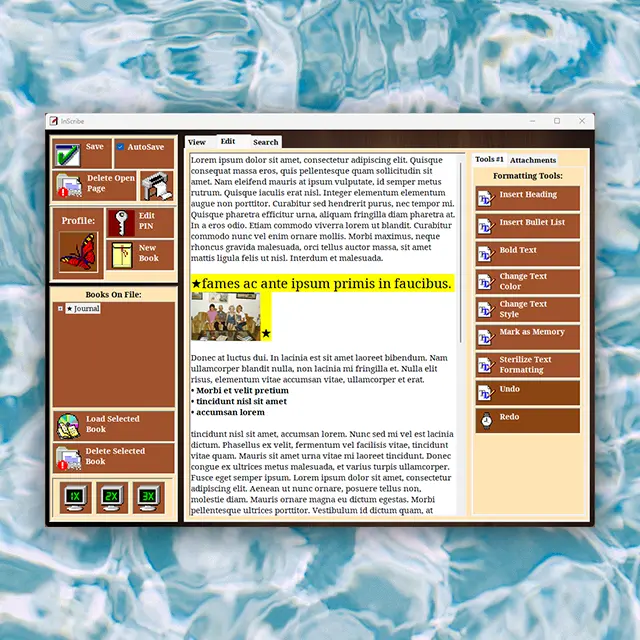 InScribe
Save
AutoSave
Delete Open
Page
Profile:
Edit
PIN
New
Book
Books On File:
★ Journal
Load Selected
Book
Delete Selected
Book
1X
2X
3X
View
Edit
Search
Lorem ipsum dolor sit amet, consectetur adipiscing elit. Quisque
consequat massa eros, quis pellentesque quam sollicitudin sit
amet. Nam eleifend mauris at ipsum vulputate, id semper metus
rutrum. Quisque iaculis erat nisl. Integer elementum elementum
augue non porttitor. Curabitur sed hendrerit purus, nec tempor mi.
Quisque pharetra efficitur urna, aliquam fringilla diam pharetra at.
In a eros odio. Etiam commodo viverra lorem ut blandit. Curabitur
commodo nunc vel enim ornare mollis. Morbi maximus, neque
rhoncus gravida malesuada, orci tellus auctor massa, sit amet
mattis ligula felis ut nisl. Interdum et malesuada.
★fames ac ante ipsum primis in faucibus.
★
Donec at luctus dui. In lacinia est sit amet laoreet bibendum. Nam
ullamcorper blandit nulla, non lacinia mi fringilla et. Nulla elit
risus, elementum vitae accumsan vitae, ullamcorper et erat.
• Morbi et velit pretium
• tincidunt nisl sit amet
• accumsan lorem
tincidunt nisl sit amet, accumsan lorem. Nunc sed mi vel est lacinia
dictum. Phasellus ex velit, fermentum vel facilisis vitae, tincidunt
vitae quam. Mauris sit amet urna vitae mi laoreet tincidunt. Donec
congue ex ultrices metus malesuada, et varius turpis ullamcorper.
Fusce eget semper ipsum. Lorem ipsum dolor sit amet, consectetur
adipiscing elit. Aenean ut nunc ornare, posuere tellus non,
molestie diam. Mauris ornare magna eu dictum egestas. Morbi
pellentesque ultrices porttitor. Vestibulum id dictum quam, at
Tools #1
Attachments
Formatting Tools:
Insert Heading
Insert Bullet List
Bold Text
Change Text
Color
Change Text
Style
Mark as Memory
Sterilize Text
Formatting
Undo
Redo